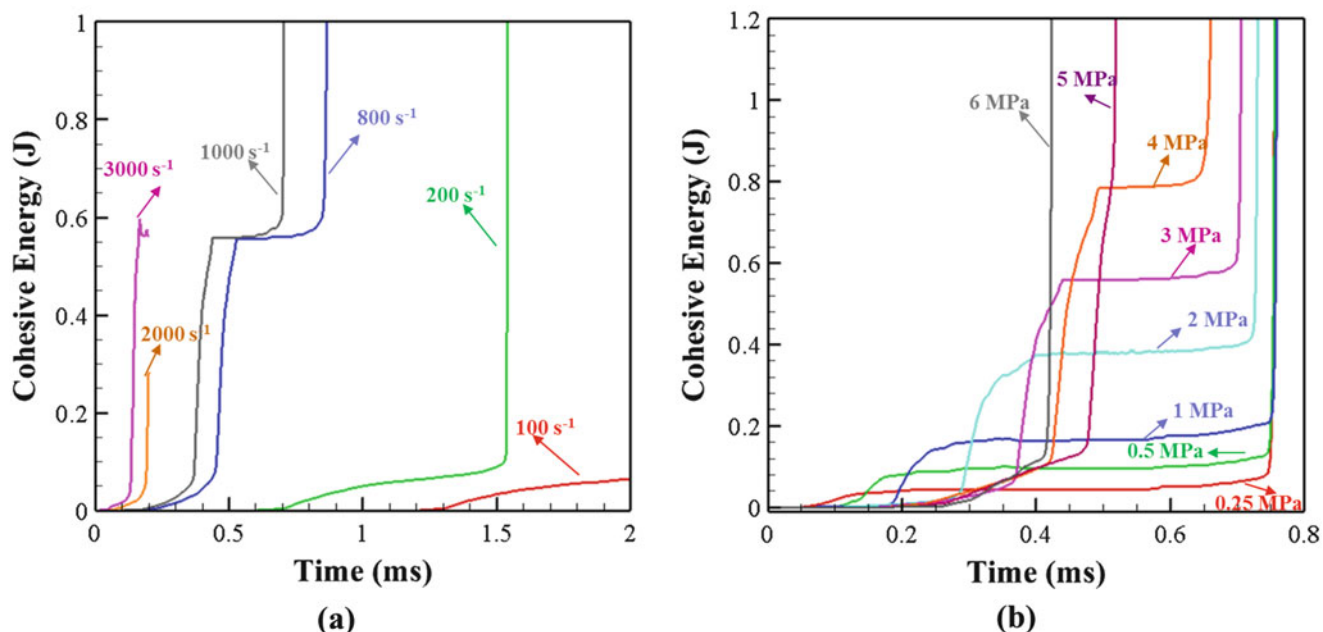 1
0.8
0.6
0.4
0.2
0
0
0.5
1
1.5
2
Cohesive Energy (J)
Time (ms)
3000 s⁻¹
2000 s⁻¹
1000 s⁻¹
800 s⁻¹
200 s⁻¹
100 s⁻¹
(a)
1.2
1
0.8
0.6
0.4
0.2
0
0
0.2
0.4
0.6
0.8
Cohesive Energy (J)
Time (ms)
6 MPa
5 MPa
4 MPa
3 MPa
2 MPa
1 MPa
0.5 MPa
0.25 MPa
(b)